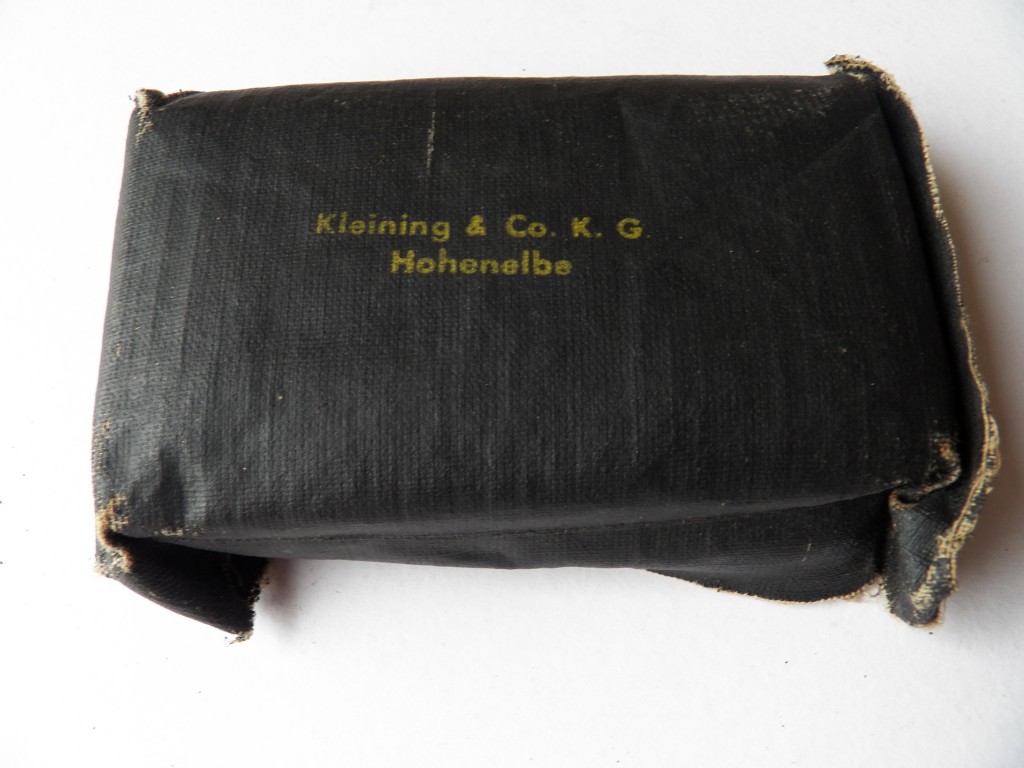 Kleining & Co. K. G.
Hohenelbe